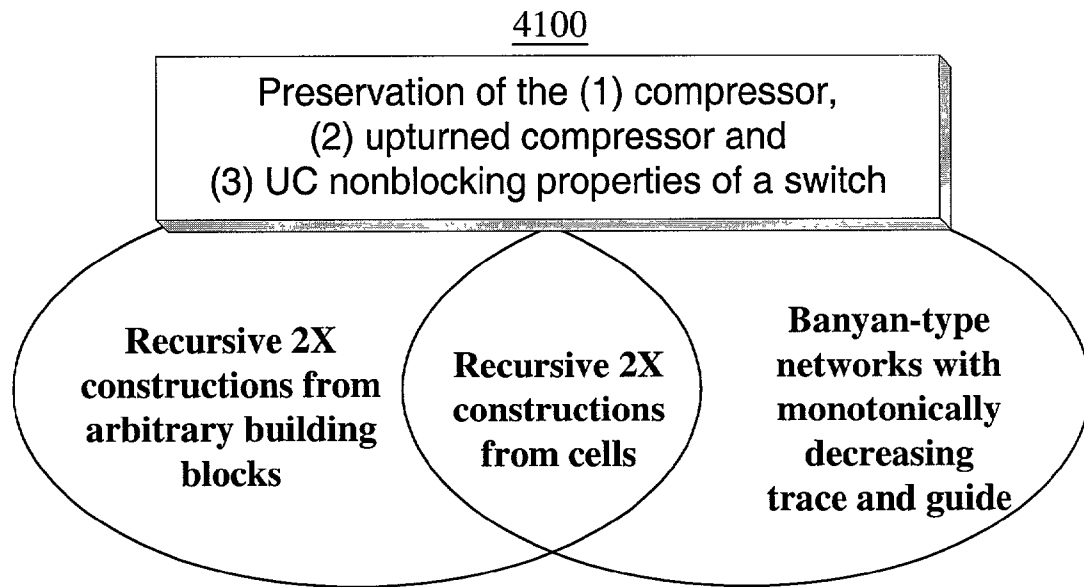 4100
Preservation of the (1) compressor,
(2) upturned compressor and
(3) UC nonblocking properties of a switch
Recursive 2X
constructions from
arbitrary building
blocks
Recursive 2X
constructions
from cells
Banyan-type
networks with
monotonically
decreasing
trace and guide